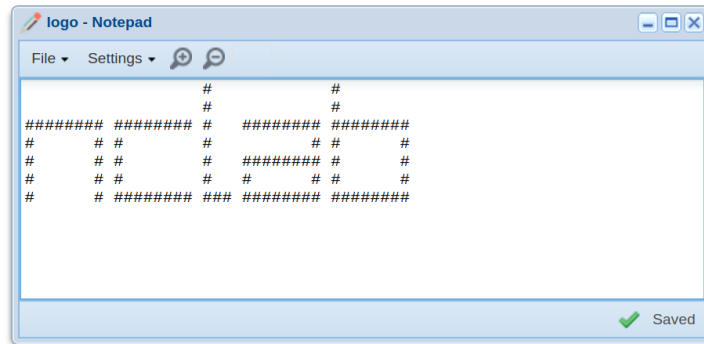 logo - Notepad
File Settings
                  #            #
                  #            #
######## ######## #   ######## ########
#      # #        #          # #      #
#      # #        #   ######## #      #
#      # #        #   #      # #      #
#      # ######## ### ######## ########
Saved